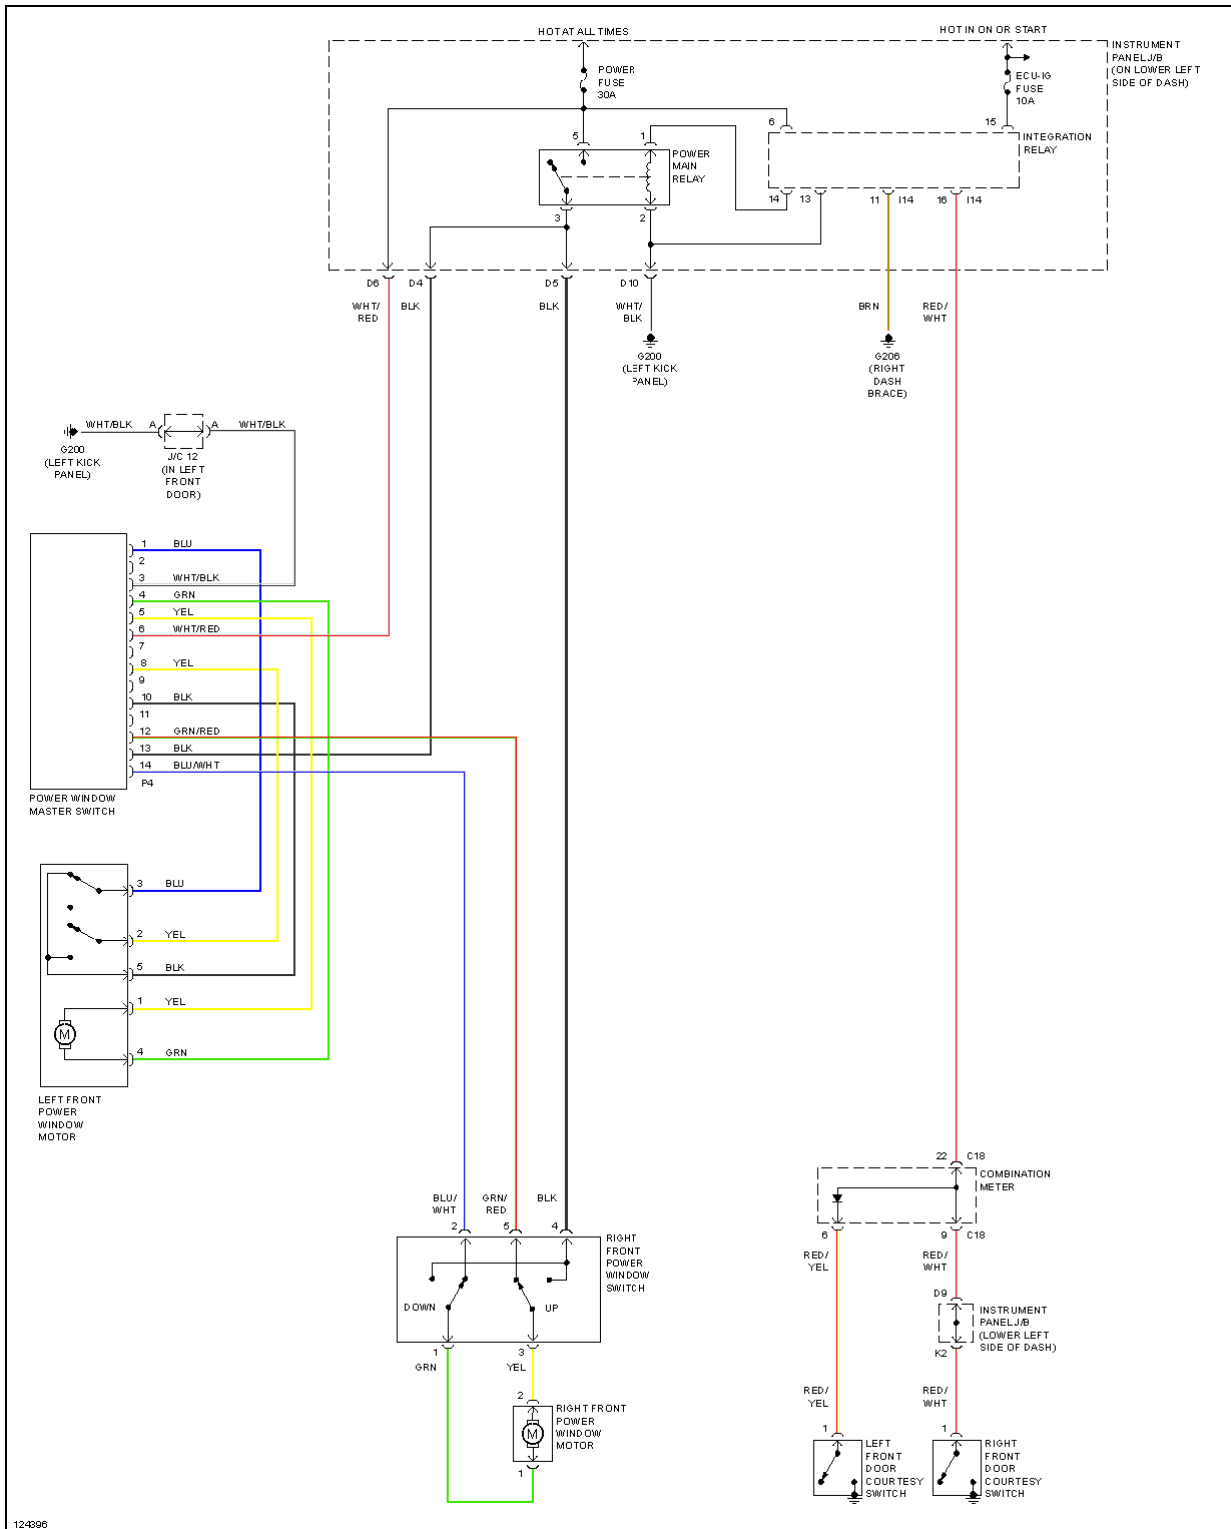 HOT AT ALL TIMES
HOT IN ON OR START
POWER
FUSE
30A
ECU-IG
FUSE
10A
INSTRUMENT
PANEL J/B
(ON LOWER LEFT
SIDE OF DASH)
5
1
6
15
POWER
MAIN
RELAY
INTEGRATION
RELAY
3
2
14
13
11
I14
16
I14
D6
D4
D5
D10
WHT/
RED
BLK
BLK
WHT/
BLK
BRN
RED/
WHT
G200
(LEFT KICK
PANEL)
G206
(RIGHT
DASH
BRACE)
WHT/BLK
A
A
WHT/BLK
G200
(LEFT KICK
PANEL)
J/C 12
(IN LEFT
FRONT
DOOR)
1 BLU
2
3 WHT/BLK
4 GRN
5 YEL
6 WHT/RED
7
8 YEL
9
10 BLK
11
12 GRN/RED
13 BLK
14 BLU/WHT
P4
POWER WINDOW
MASTER SWITCH
3 BLU
2 YEL
5 BLK
1 YEL
4 GRN
M
LEFT FRONT
POWER
WINDOW
MOTOR
BLU/
WHT
GRN/
RED
BLK
2
5
4
RIGHT
FRONT
POWER
WINDOW
SWITCH
DOWN
UP
1
3
GRN
YEL
2
M
RIGHT FRONT
POWER
WINDOW
MOTOR
1
22
C18
COMBINATION
METER
6
9
C18
RED/
YEL
RED/
WHT
D9
INSTRUMENT
PANEL J/B
(LOWER LEFT
SIDE OF DASH)
K2
RED/
YEL
RED/
WHT
1
1
LEFT
FRONT
DOOR
COURTESY
SWITCH
RIGHT
FRONT
DOOR
COURTESY
SWITCH
124396